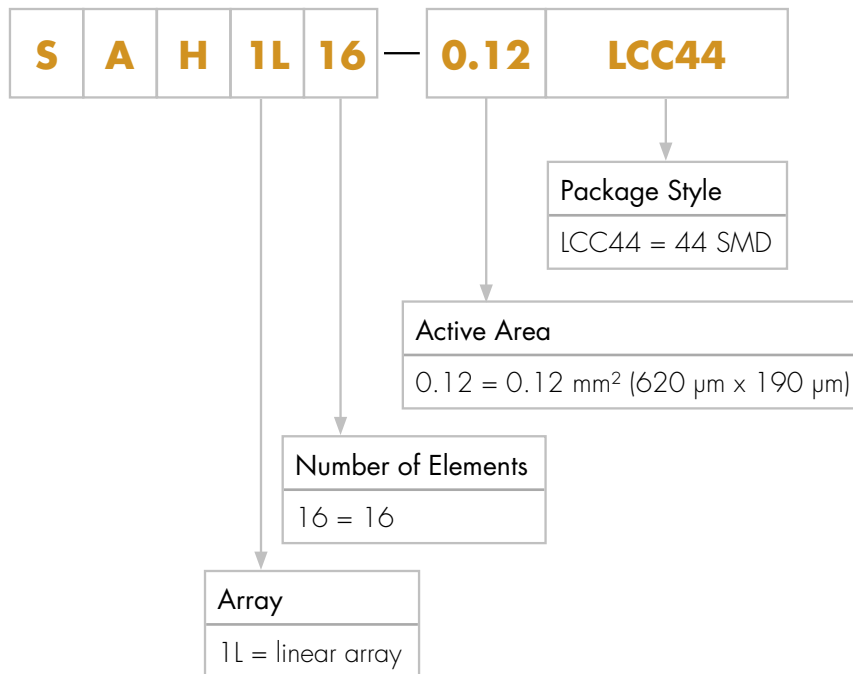 S A H 1L 16 — 0.12 LCC44
Package Style
LCC44 = 44 SMD
Active Area
0.12 = 0.12 mm² (620 µm x 190 µm)
Number of Elements
16 = 16
Array
1L = linear array